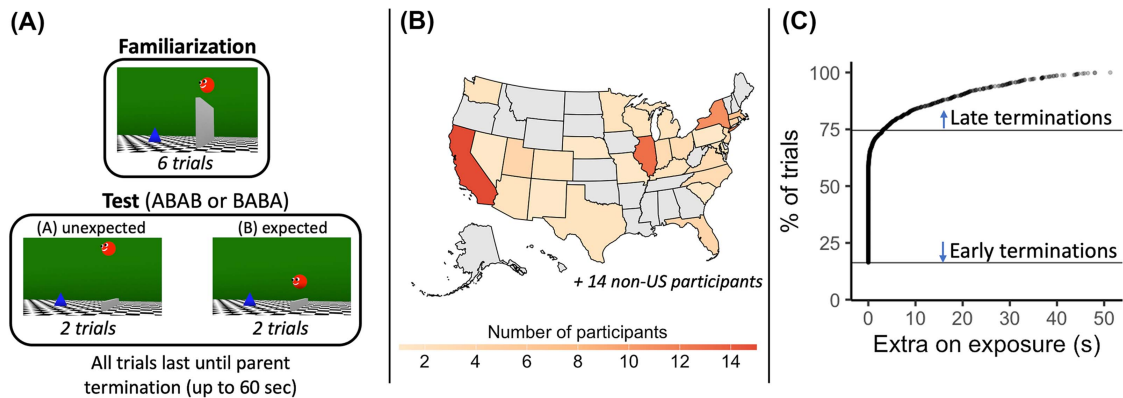 (A)
Familiarization
6 trials
Test (ABAB or BABA)
(A) unexpected
(B) expected
2 trials
2 trials
All trials last until parent
termination (up to 60 sec)
(B)
+ 14 non-US participants
Number of participants
2 4 6 8 10 12 14
(C)
% of trials
100
75
50
25
0
Late terminations
Early terminations
0 10 20 30 40 50
Extra on exposure (s)